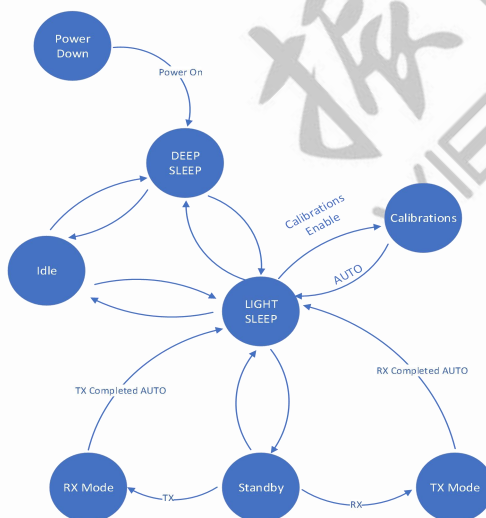 Power
Down
Power On
DEEP
SLEEP
Calibrations
Enable
Calibrations
Idle
AUTO
LIGHT
SLEEP
RX Completed AUTO
TX Completed AUTO
RX Mode
TX
Standby
RX
TX Mode